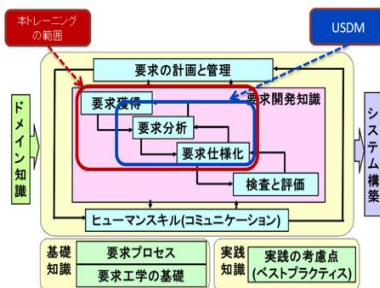 本トレーニング
の範囲
USDM
要求の計画と管理
要求開発知識
要求獲得
要求分析
要求仕様化
検査と評価
ヒューマンスキル(コミュニケーション)
ドメイン知識
システム構築
基礎
知識
要求プロセス
要求工学の基礎
実践
知識
実践の考慮点
(ベストプラクティス)